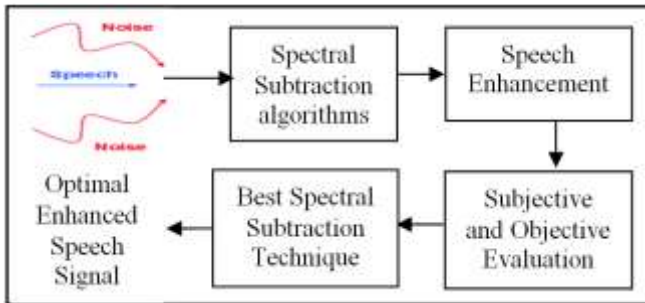 Noise
Speech
Noise
Spectral
Subtraction
algorithms
Speech
Enhancement
Subjective
and Objective
Evaluation
Best Spectral
Subtraction
Technique
Optimal
Enhanced
Speech
Signal